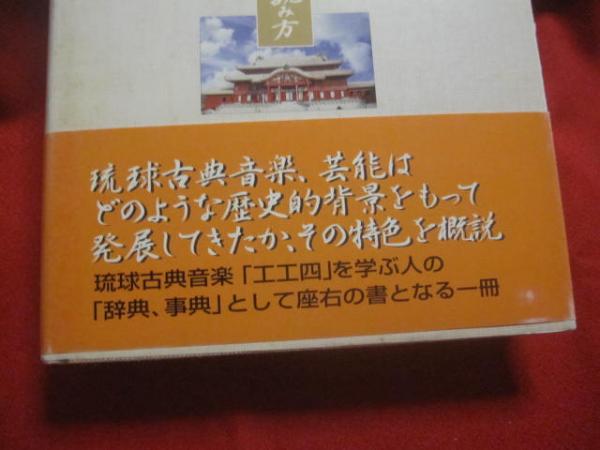 み方
琉球古典音楽、芸能は
どのような歴史的背景をもって
発展してきたか、その特色を概説
琉球古典音楽「工工四」を学ぶ人の
「辞典、事典」として座右の書となる一冊